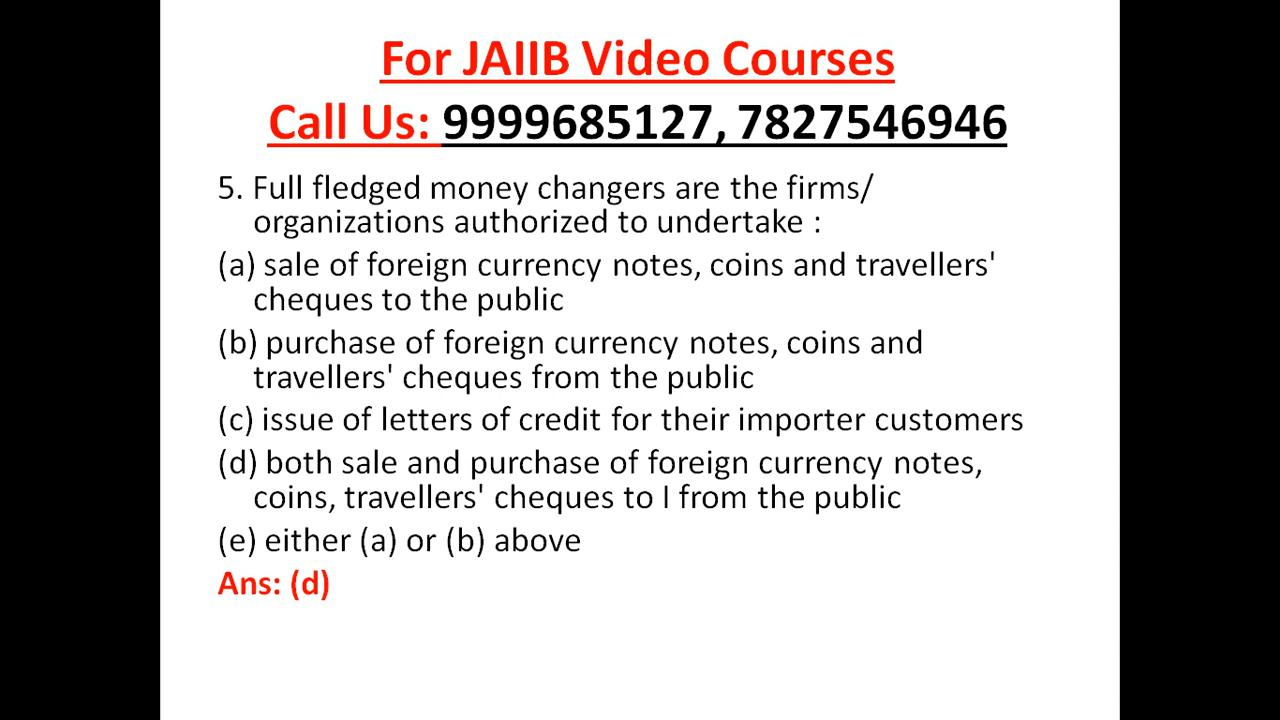 For JAIIB Video Courses
Call Us: 9999685127, 7827546946
5. Full fledged money changers are the firms/
organizations authorized to undertake :
(a) sale of foreign currency notes, coins and travellers'
cheques to the public
(b) purchase of foreign currency notes, coins and
travellers' cheques from the public
(c) issue of letters of credit for their importer customers
(d) both sale and purchase of foreign currency notes,
coins, travellers' cheques to I from the public
(e) either (a) or (b) above
Ans: (d)